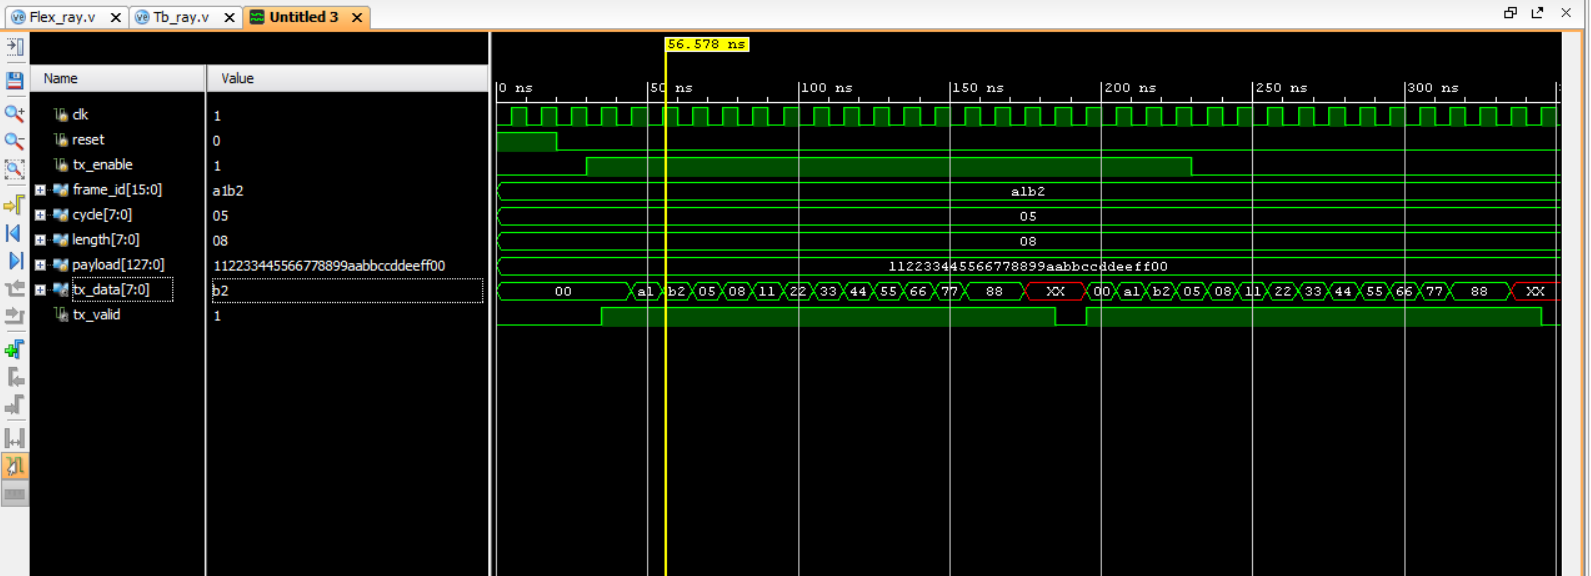 Flex_ray.v Tb_ray.v Untitled 3
56.578 ns
Name Value
0 ns 50 ns 100 ns 150 ns 200 ns 250 ns 300 ns
clk 1
reset 0
tx_enable 1
frame_id[15:0] a1b2 a1b2
cycle[7:0] 05 05
length[7:0] 08 08
payload[127:0] 112233445566778899aabbccddeeff00 112233445566778899aabbccddeeff00
tx_data[7:0] b2 00 a1 b2 05 08 11 22 33 44 55 66 77 88 XX 00 a1 b2 05 08 11 22 33 44 55 66 77 88 XX
tx_valid 1